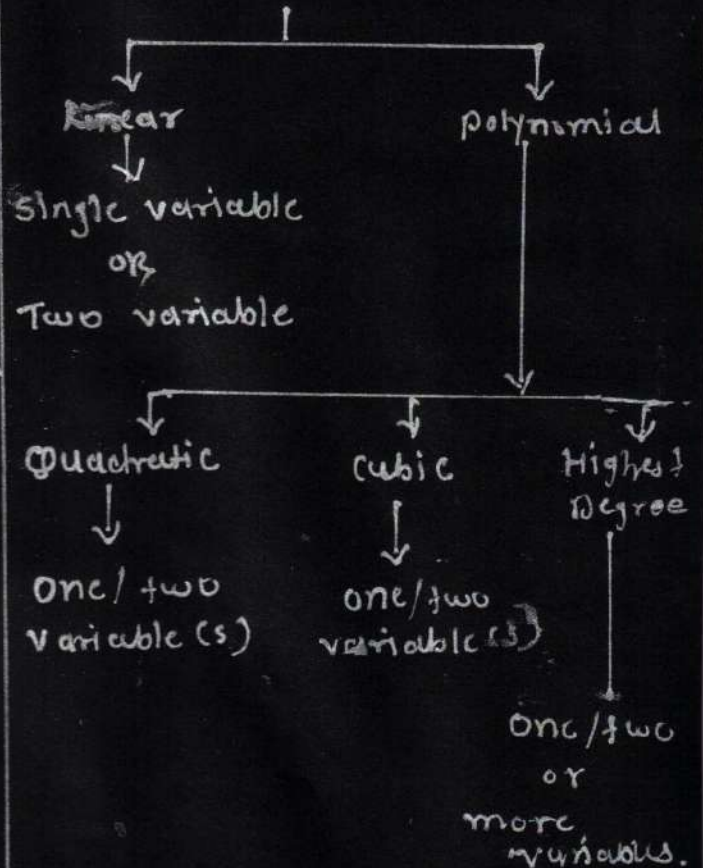 Linear
polynomial
single variable
or
Two variable
Quadratic
cubic
Highest
Degree
one/two
variable (s)
one/two
variable (s)
one/two
or
more
variables.